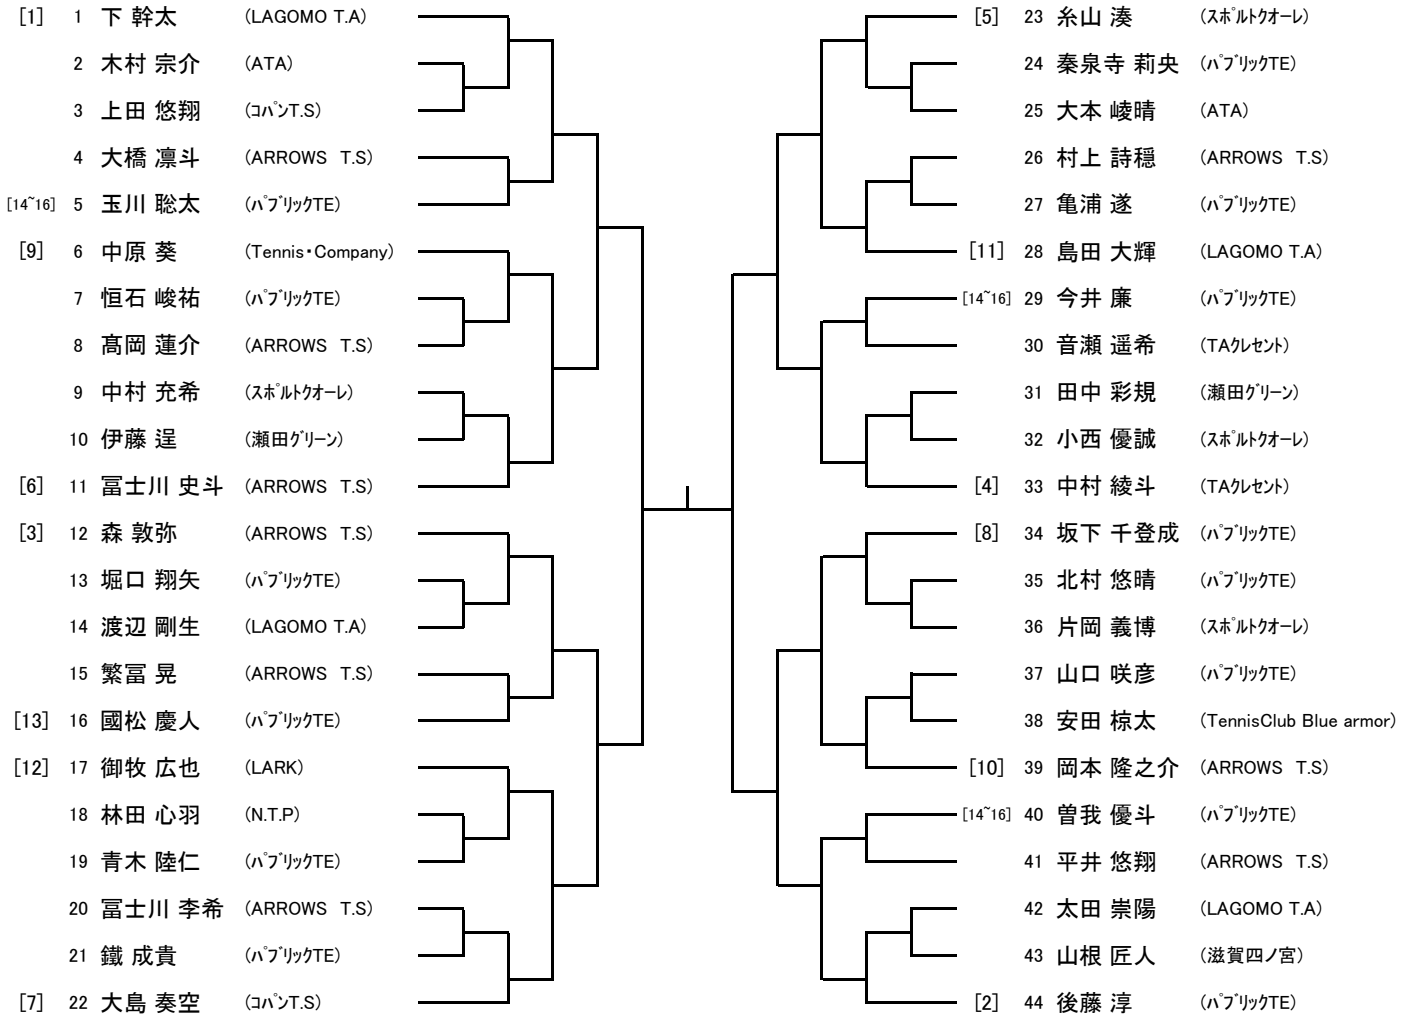 [1] 1 下 幹太 (LAGOMO T.A)
2 木村 宗介 (ATA)
3 上田 悠翔 (ｺﾊﾟﾝT.S)
4 大橋 凛斗 (ARROWS T.S)
[14~16] 5 玉川 聡太 (ﾊﾟﾌﾞﾘｯｸTE)
[9] 6 中原 葵 (Tennis・Company)
7 恒石 峻祐 (ﾊﾟﾌﾞﾘｯｸTE)
8 髙岡 蓮介 (ARROWS T.S)
9 中村 充希 (ｽﾎﾟﾙﾄｸｵｰﾚ)
10 伊藤 逞 (瀬田ｸﾞﾘｰﾝ)
[6] 11 冨士川 史斗 (ARROWS T.S)
[3] 12 森 敦弥 (ARROWS T.S)
13 堀口 翔矢 (ﾊﾟﾌﾞﾘｯｸTE)
14 渡辺 剛生 (LAGOMO T.A)
15 繁冨 晃 (ARROWS T.S)
[13] 16 國松 慶人 (ﾊﾟﾌﾞﾘｯｸTE)
[12] 17 御牧 広也 (LARK)
18 林田 心羽 (N.T.P)
19 青木 陸仁 (ﾊﾟﾌﾞﾘｯｸTE)
20 冨士川 李希 (ARROWS T.S)
21 鐵 成貴 (ﾊﾟﾌﾞﾘｯｸTE)
[7] 22 大島 奏空 (ｺﾊﾟﾝT.S)
[5] 23 糸山 湊 (ｽﾎﾟﾙﾄｸｵｰﾚ)
24 秦泉寺 莉央 (ﾊﾟﾌﾞﾘｯｸTE)
25 大本 崚晴 (ATA)
26 村上 詩穏 (ARROWS T.S)
27 亀浦 遂 (ﾊﾟﾌﾞﾘｯｸTE)
[11] 28 島田 大輝 (LAGOMO T.A)
[14~16] 29 今井 廉 (ﾊﾟﾌﾞﾘｯｸTE)
30 音瀬 遥希 (TAｸﾚｾﾝﾄ)
31 田中 彩規 (瀬田ｸﾞﾘｰﾝ)
32 小西 優誠 (ｽﾎﾟﾙﾄｸｵｰﾚ)
[4] 33 中村 綾斗 (TAｸﾚｾﾝﾄ)
[8] 34 坂下 千登成 (ﾊﾟﾌﾞﾘｯｸTE)
35 北村 悠晴 (ﾊﾟﾌﾞﾘｯｸTE)
36 片岡 義博 (ｽﾎﾟﾙﾄｸｵｰﾚ)
37 山口 咲彦 (ﾊﾟﾌﾞﾘｯｸTE)
38 安田 椋太 (TennisClub Blue armor)
[10] 39 岡本 隆之介 (ARROWS T.S)
[14~16] 40 曽我 優斗 (ﾊﾟﾌﾞﾘｯｸTE)
41 平井 悠翔 (ARROWS T.S)
42 太田 崇陽 (LAGOMO T.A)
43 山根 匠人 (滋賀四ノ宮)
[2] 44 後藤 淳 (ﾊﾟﾌﾞﾘｯｸTE)